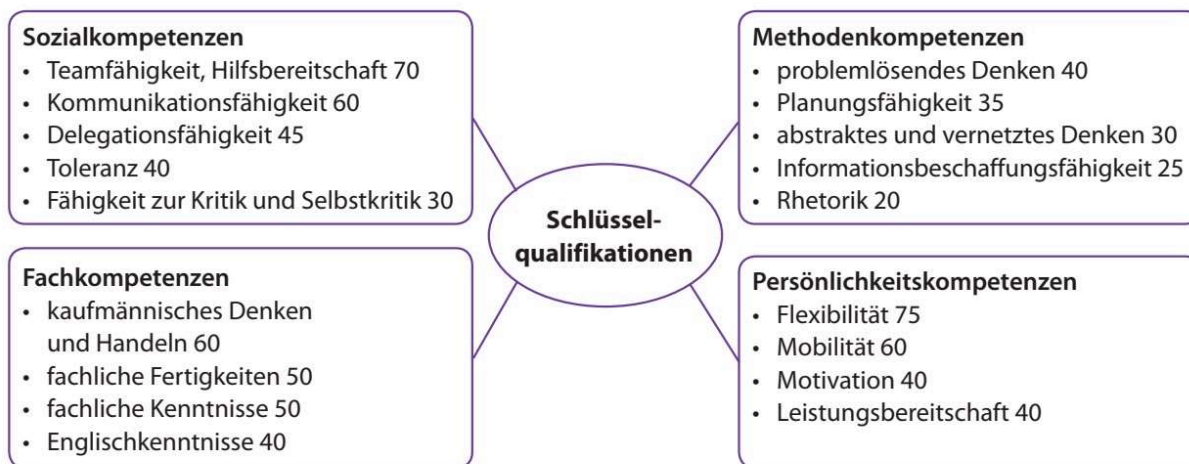 Sozialkompetenzen
• Teamfähigkeit, Hilfsbereitschaft 70
• Kommunikationsfähigkeit 60
• Delegationsfähigkeit 45
• Toleranz 40
• Fähigkeit zur Kritik und Selbstkritik 30
Methodenkompetenzen
• problemlösendes Denken 40
• Planungsfähigkeit 35
• abstraktes und vernetztes Denken 30
• Informationsbeschaffungsfähigkeit 25
• Rhetorik 20
Schlüssel-
qualifikationen
Fachkompetenzen
• kaufmännisches Denken
und Handeln 60
• fachliche Fertigkeiten 50
• fachliche Kenntnisse 50
• Englischkenntnisse 40
Persönlichkeitskompetenzen
• Flexibilität 75
• Mobilität 60
• Motivation 40
• Leistungsbereitschaft 40